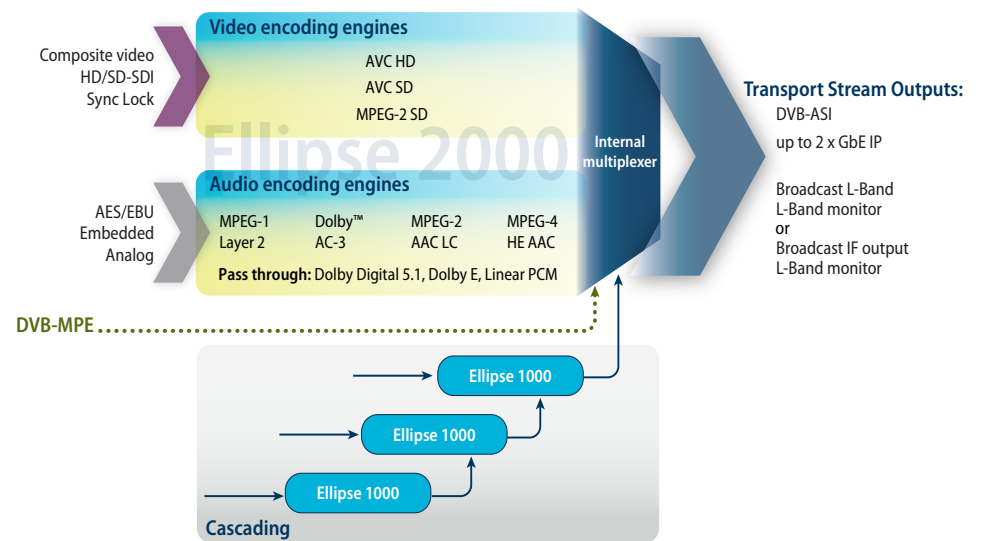 Video encoding engines
Composite video
HD/SD-SDI
Sync Lock
AVC HD
AVC SD
MPEG-2 SD
Ellipse 2000
Internal
multiplexer
Transport Stream Outputs:
DVB-ASI
up to 2 x GbE IP
Broadcast L-Band
L-Band monitor
or
Broadcast IF output
L-Band monitor
Audio encoding engines
AES/EBU
Embedded
Analog
MPEG-1 Dolby™ MPEG-2 MPEG-4
Layer 2 AC-3 AAC LC HE AAC
Pass through: Dolby Digital 5.1, Dolby E, Linear PCM
DVB-MPE
Ellipse 1000
Ellipse 1000
Ellipse 1000
Cascading